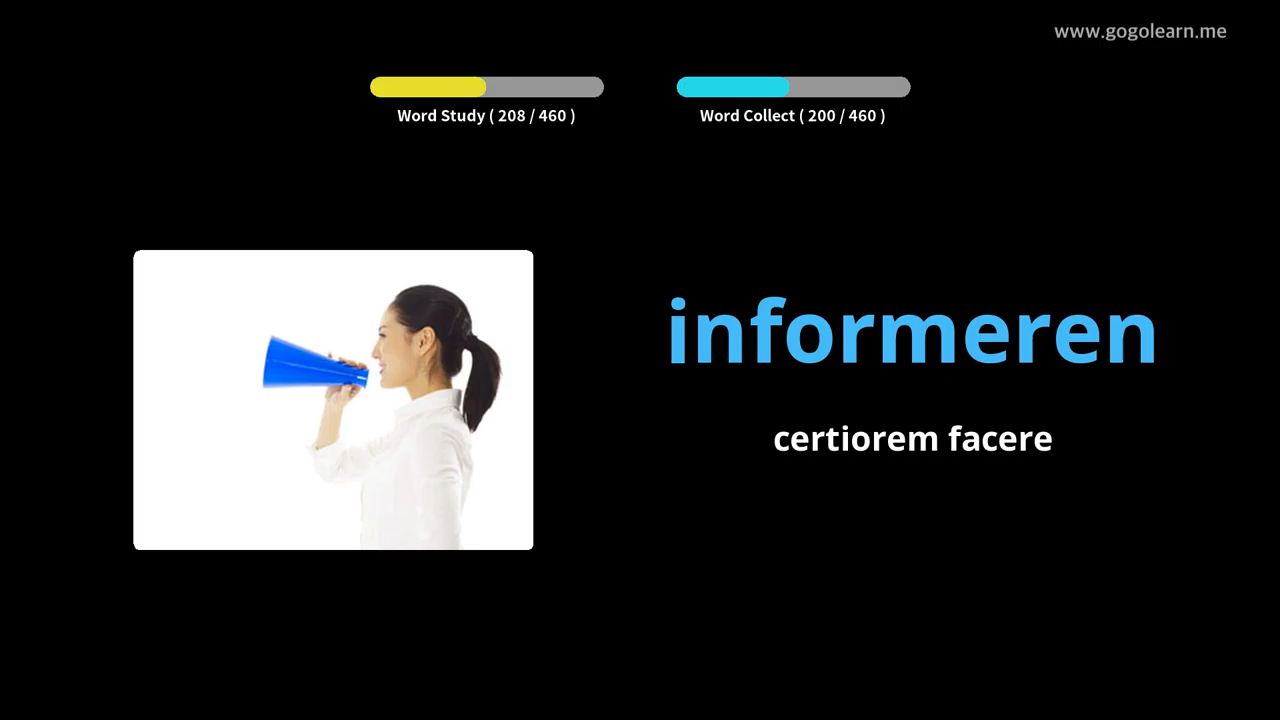 www.gogolearn.me
Word Study ( 208 / 460 )
Word Collect ( 200 / 460 )
informeren
certiorem facere